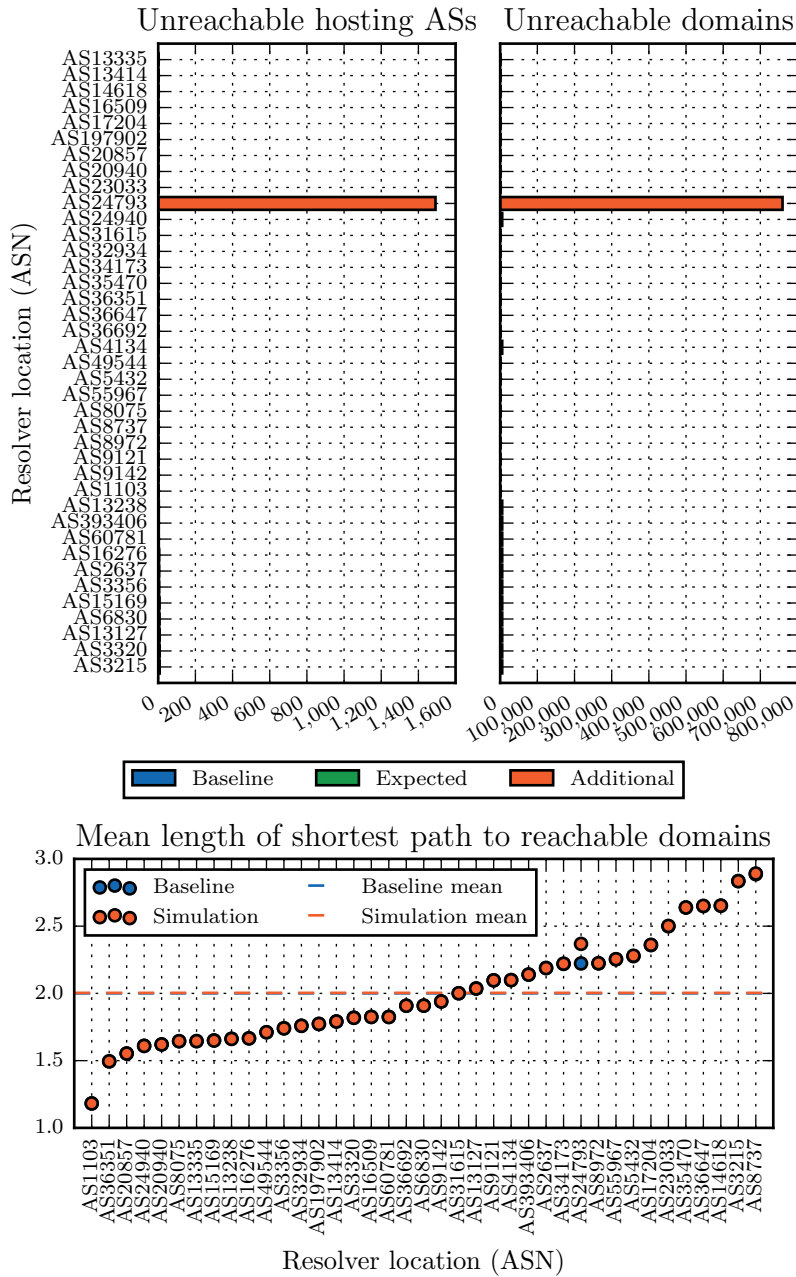 Unreachable hosting ASs
Unreachable domains
Resolver location (ASN)
AS13335
AS13414
AS14618
AS16509
AS17204
AS197902
AS20857
AS20940
AS23033
AS24793
AS24940
AS31615
AS32934
AS34173
AS35470
AS36351
AS36647
AS36692
AS4134
AS49544
AS5432
AS55967
AS8075
AS8737
AS8972
AS9121
AS9142
AS1103
AS13238
AS393406
AS60781
AS16276
AS2637
AS3356
AS15169
AS6830
AS13127
AS3320
AS3215
0 200 400 600 800 1,000 1,200 1,400 1,600
0 100,000 200,000 300,000 400,000 500,000 600,000 700,000 800,000
Baseline Expected Additional
Mean length of shortest path to reachable domains
3.0
2.5
2.0
1.5
1.0
Baseline Baseline mean
Simulation Simulation mean
AS1103
AS36351
AS20857
AS24940
AS20940
AS8075
AS13335
AS15169
AS13238
AS16276
AS49544
AS3356
AS32934
AS197902
AS13414
AS3320
AS16509
AS60781
AS36692
AS6830
AS9142
AS31615
AS13127
AS9121
AS4134
AS393406
AS2637
AS34173
AS24793
AS8972
AS55967
AS5432
AS17204
AS23033
AS35470
AS36647
AS14618
AS3215
AS8737
Resolver location (ASN)